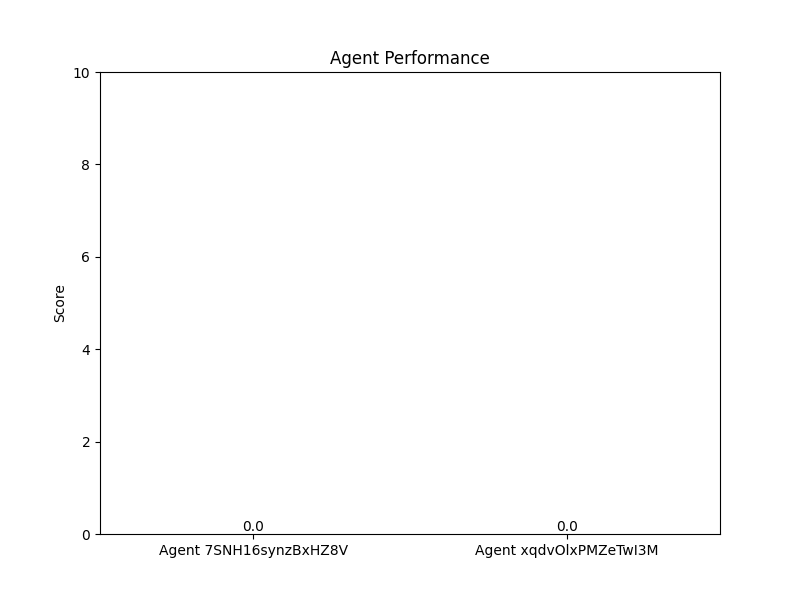 Agent Performance
10
8
6
4
2
0
Score
0.0
0.0
Agent 7SNH16synzBxHZ8V
Agent xqdvOlxPMZeTwI3M